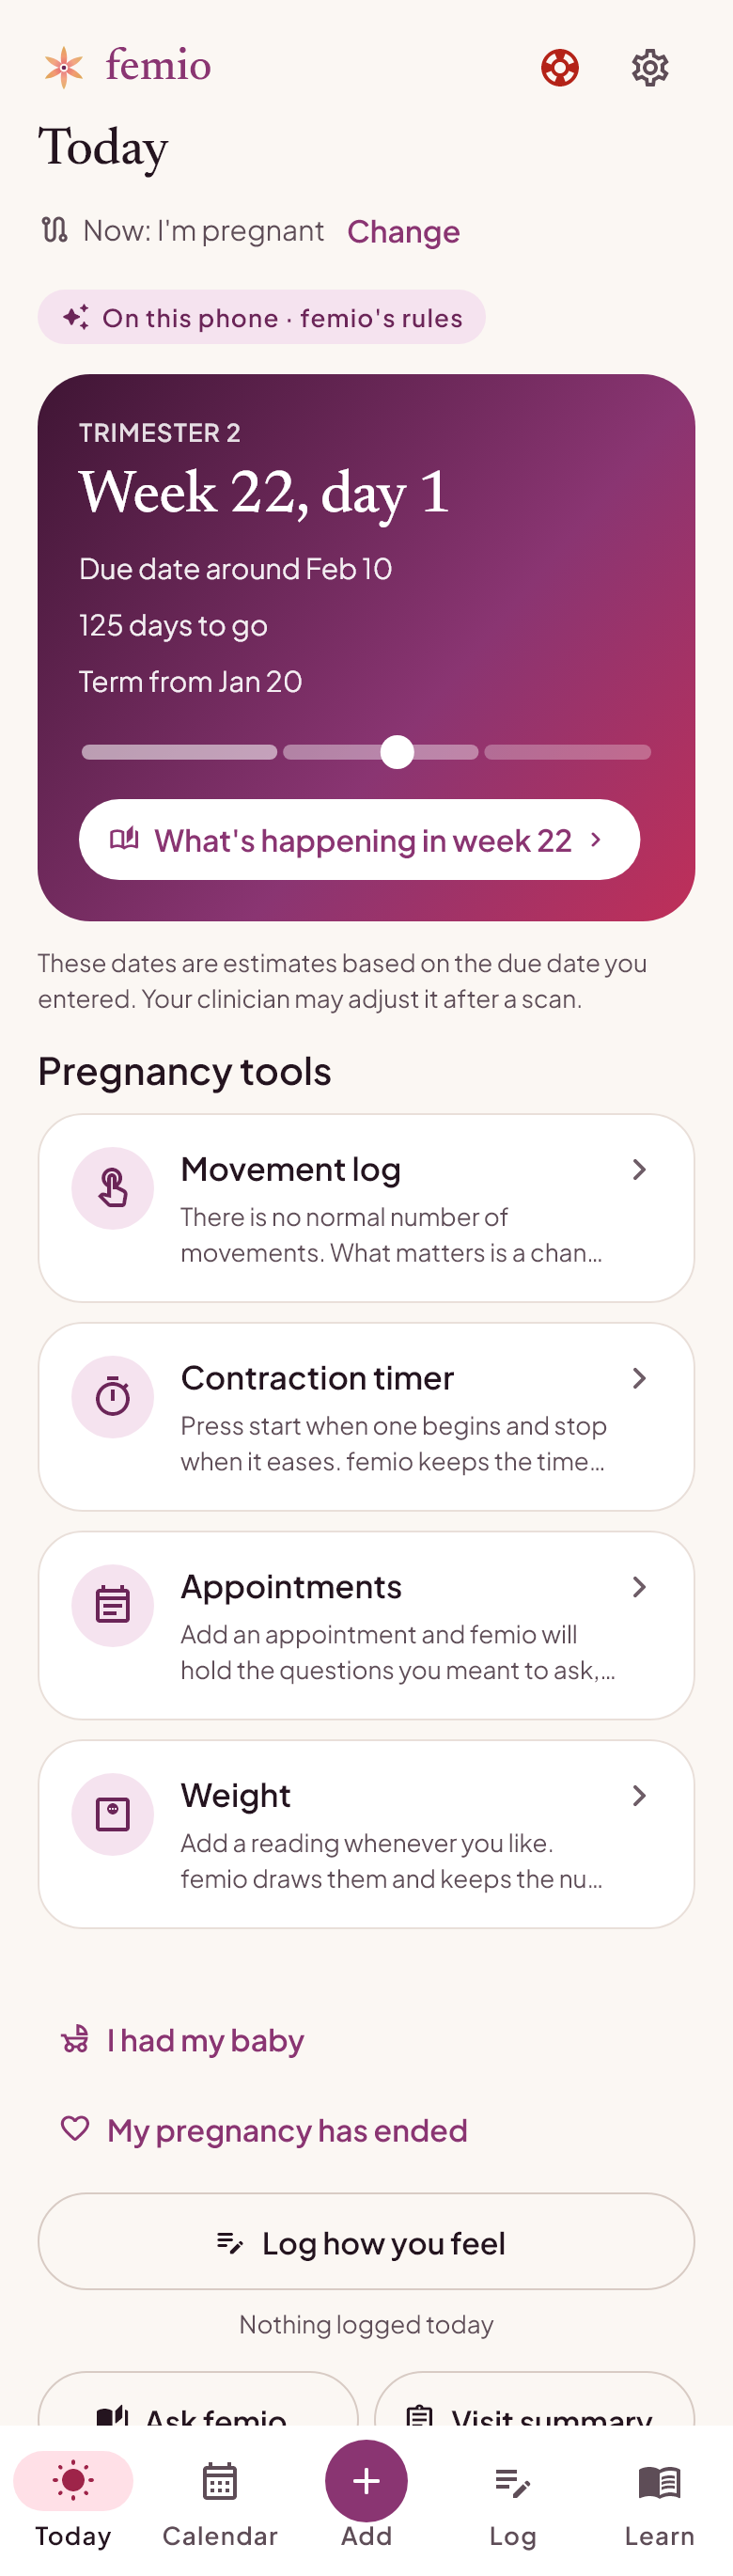 femio
Today
Now: I'm pregnant Change
On this phone · femio's rules
TRIMESTER 2
Week 22, day 1
Due date around Feb 10
125 days to go
Term from Jan 20
What's happening in week 22
These dates are estimates based on the due date you
entered. Your clinician may adjust it after a scan.
Pregnancy tools
Movement log
There is no normal number of
movements. What matters is a chan...
Contraction timer
Press start when one begins and stop
when it eases. femio keeps the time...
Appointments
Add an appointment and femio will
hold the questions you meant to ask,...
Weight
Add a reading whenever you like.
femio draws them and keeps the nu...
I had my baby
My pregnancy has ended
Log how you feel
Nothing logged today
Ask femio Visit summary
Today Calendar Add Log Learn